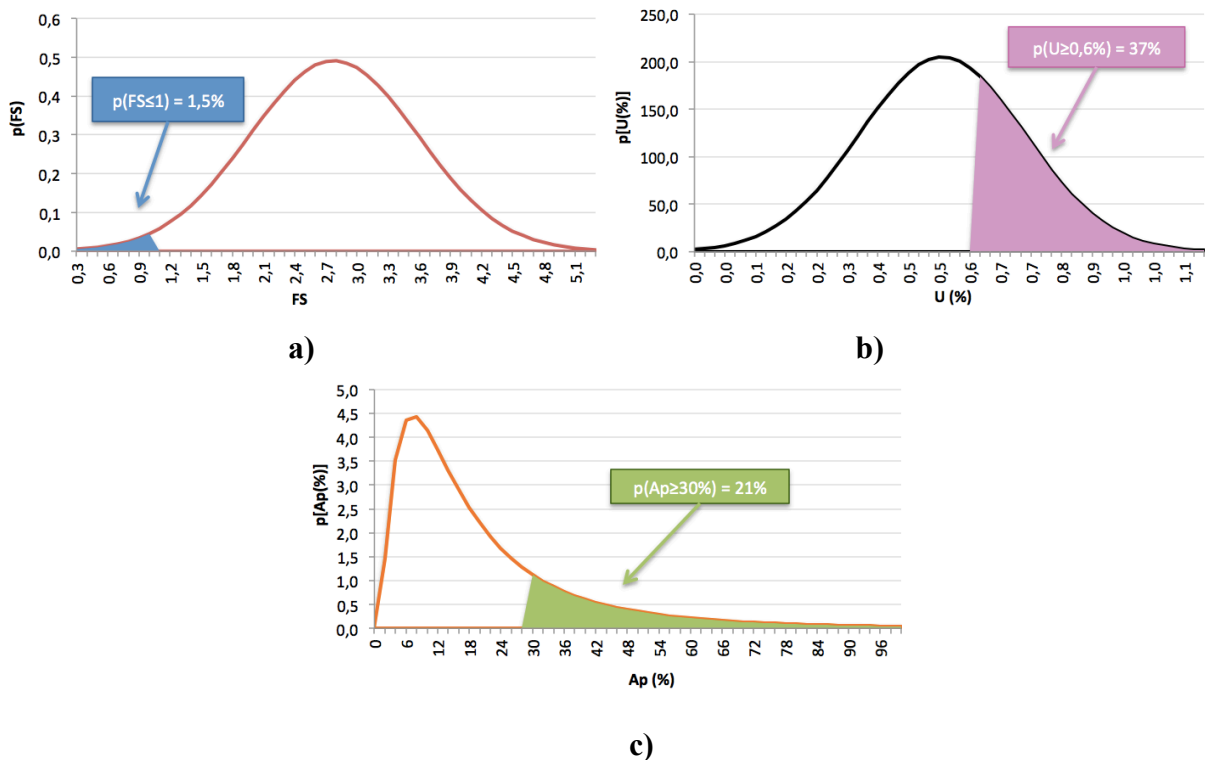 0,6
0,5
0,4
0,3
0,2
0,1
0,0
p(FS)
p(FS≤1) = 1,5%
0,3 0,6 0,9 1,2 1,5 1,8 2,1 2,4 2,7 3,0 3,3 3,6 3,9 4,2 4,5 4,8 5,1
FS
a)
250,0
200,0
150,0
100,0
50,0
0,0
p[U(%)]
p(U≥0,6%) = 37%
0,0 0,0 0,1 0,2 0,2 0,3 0,4 0,5 0,5 0,6 0,7 0,7 0,8 0,9 1,0 1,0 1,1
U (%)
b)
5,0
4,5
4,0
3,5
3,0
2,5
2,0
1,5
1,0
0,5
0,0
p[Ap(%)]
p(Ap≥30%) = 21%
0 6 12 18 24 30 36 42 48 54 60 66 72 78 84 90 96
Ap (%)
c)